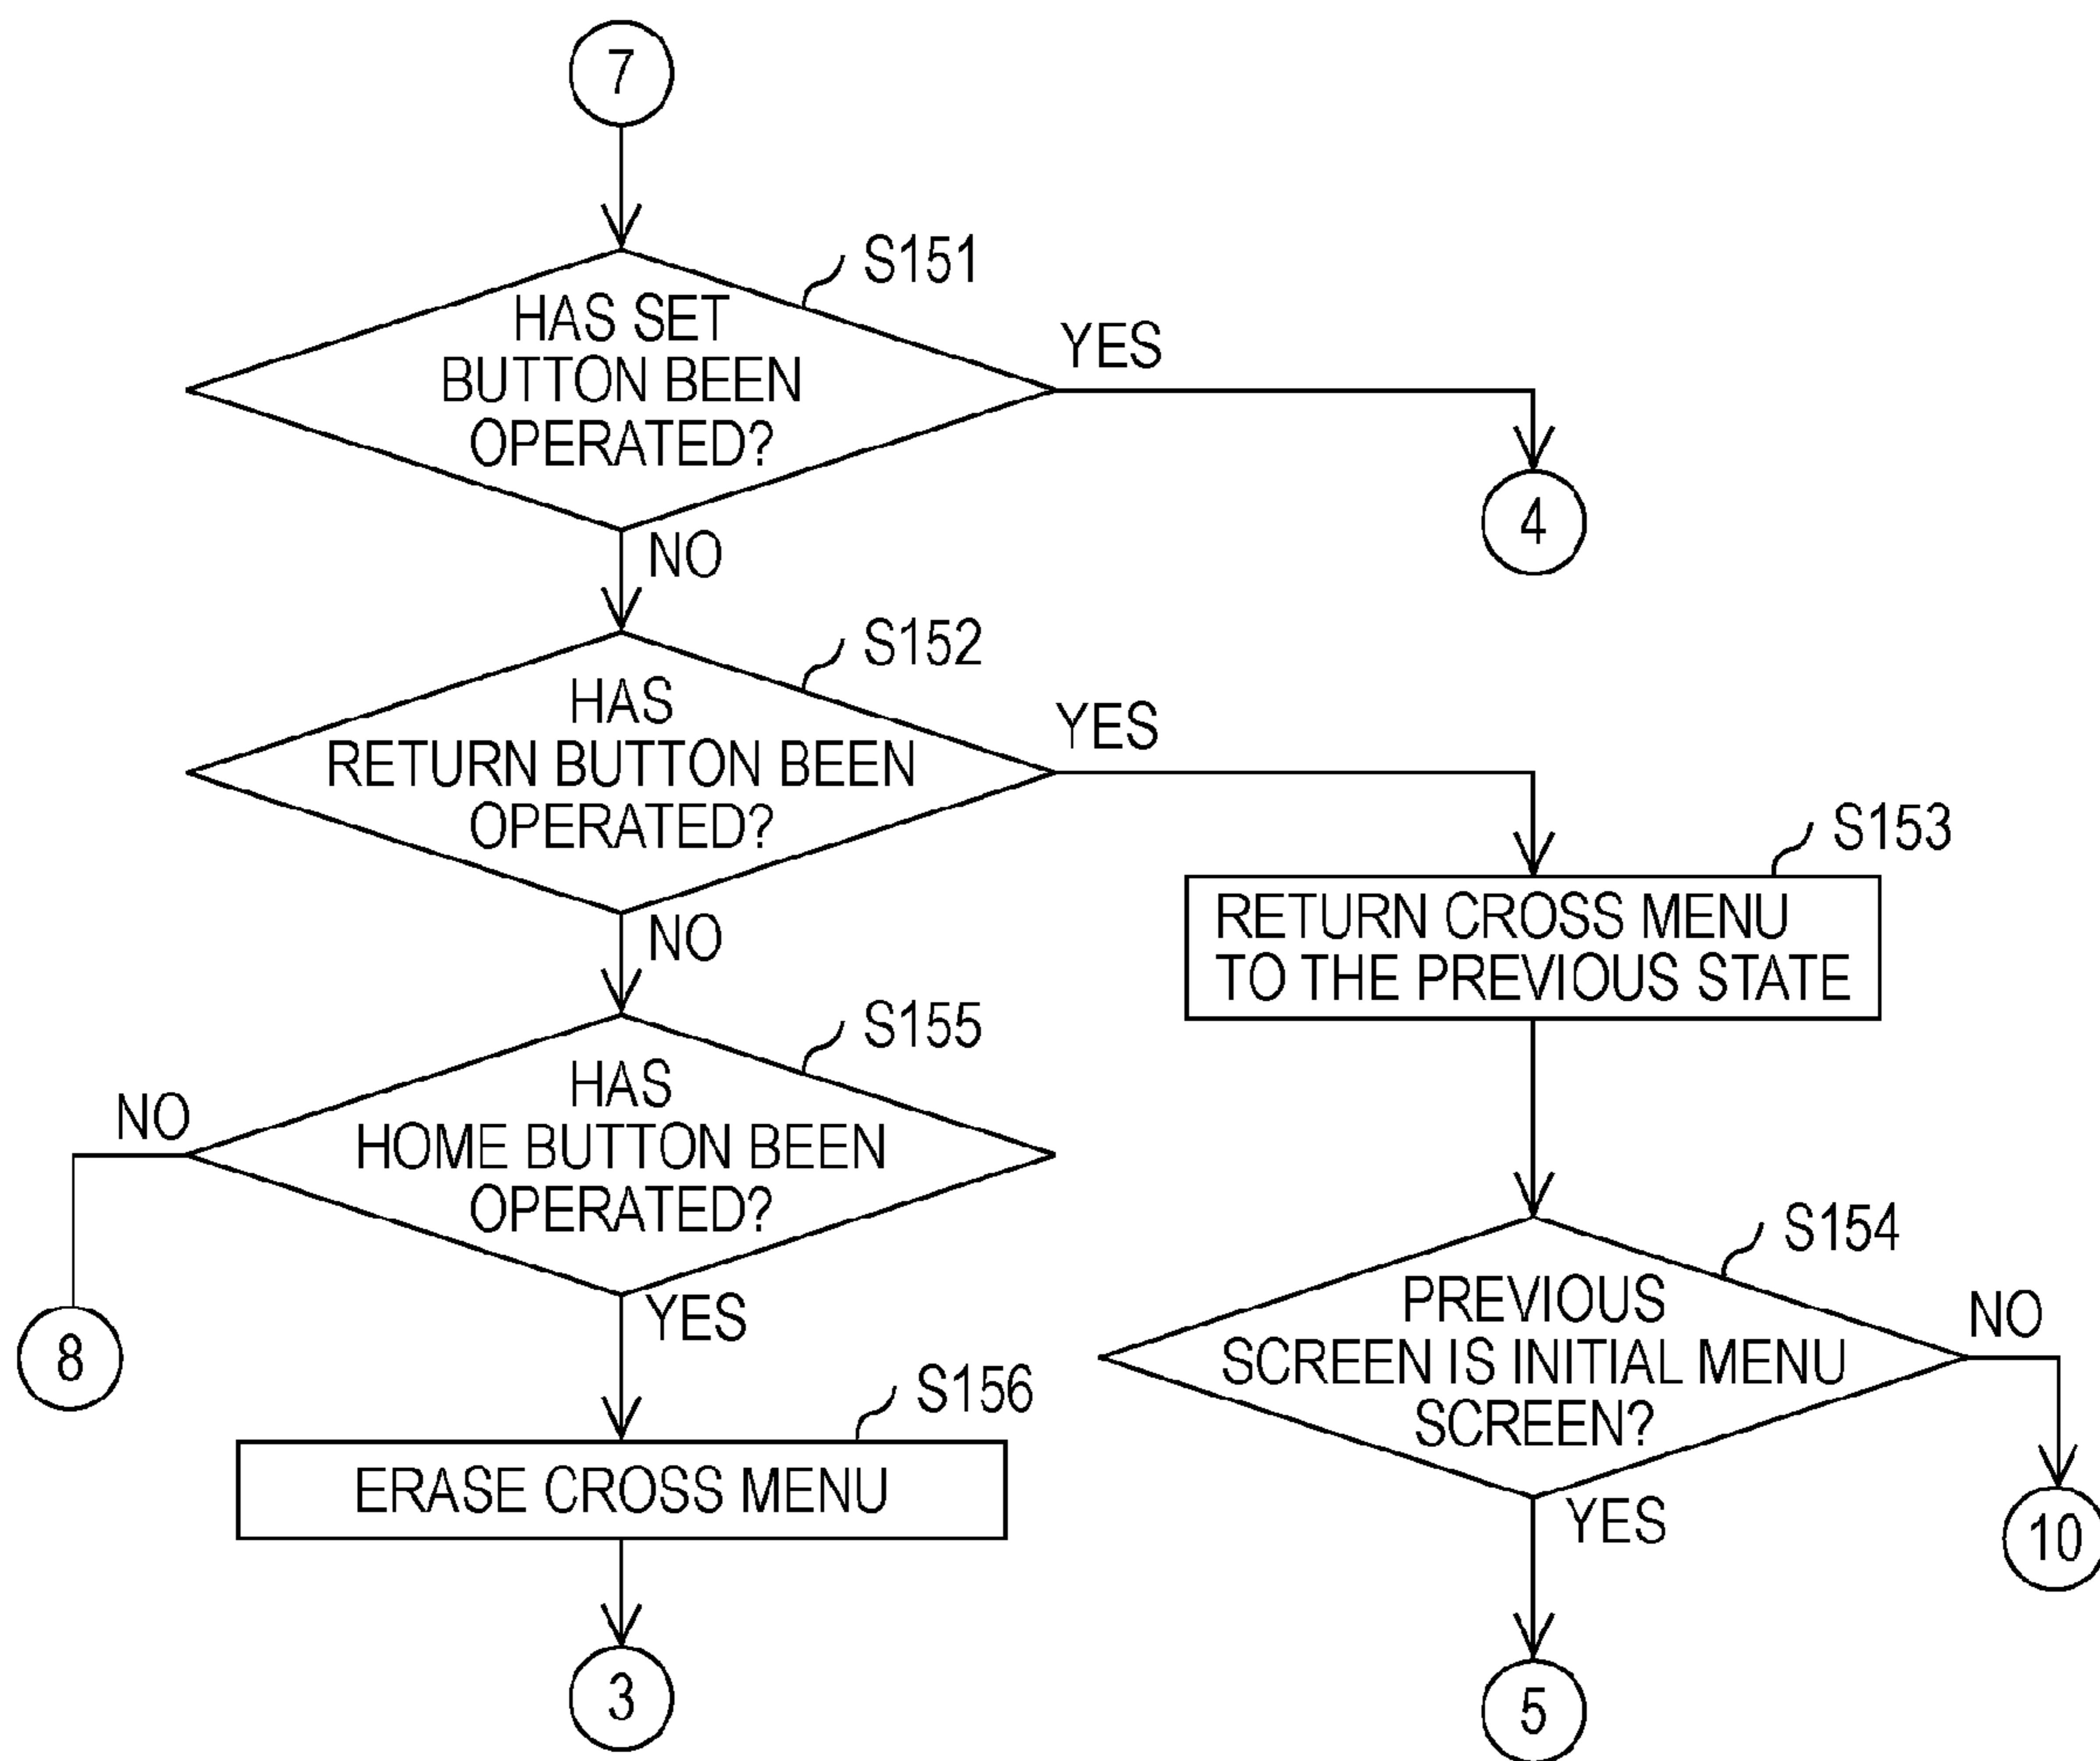 7
S151
HAS SET
BUTTON BEEN
OPERATED?
YES
4
NO
S152
HAS
RETURN BUTTON BEEN
OPERATED?
YES
S153
RETURN CROSS MENU
TO THE PREVIOUS STATE
NO
S155
HAS
HOME BUTTON BEEN
OPERATED?
NO
8
YES
S154
PREVIOUS
SCREEN IS INITIAL MENU
SCREEN?
NO
10
YES
5
S156
ERASE CROSS MENU
3